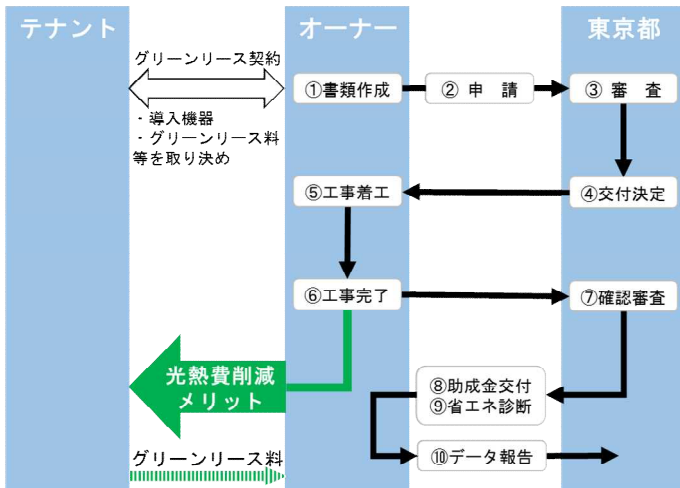 テナント
オーナー
東京都
グリーンリース契約
・導入機器
・グリーンリース料
等を取り決め
①書類作成
② 申　請
③ 審　査
④交付決定
⑤工事着工
⑥工事完了
⑦確認審査
光熱費削減
メリット
⑧助成金交付
⑨省エネ診断
グリーンリース料
⑩データ報告